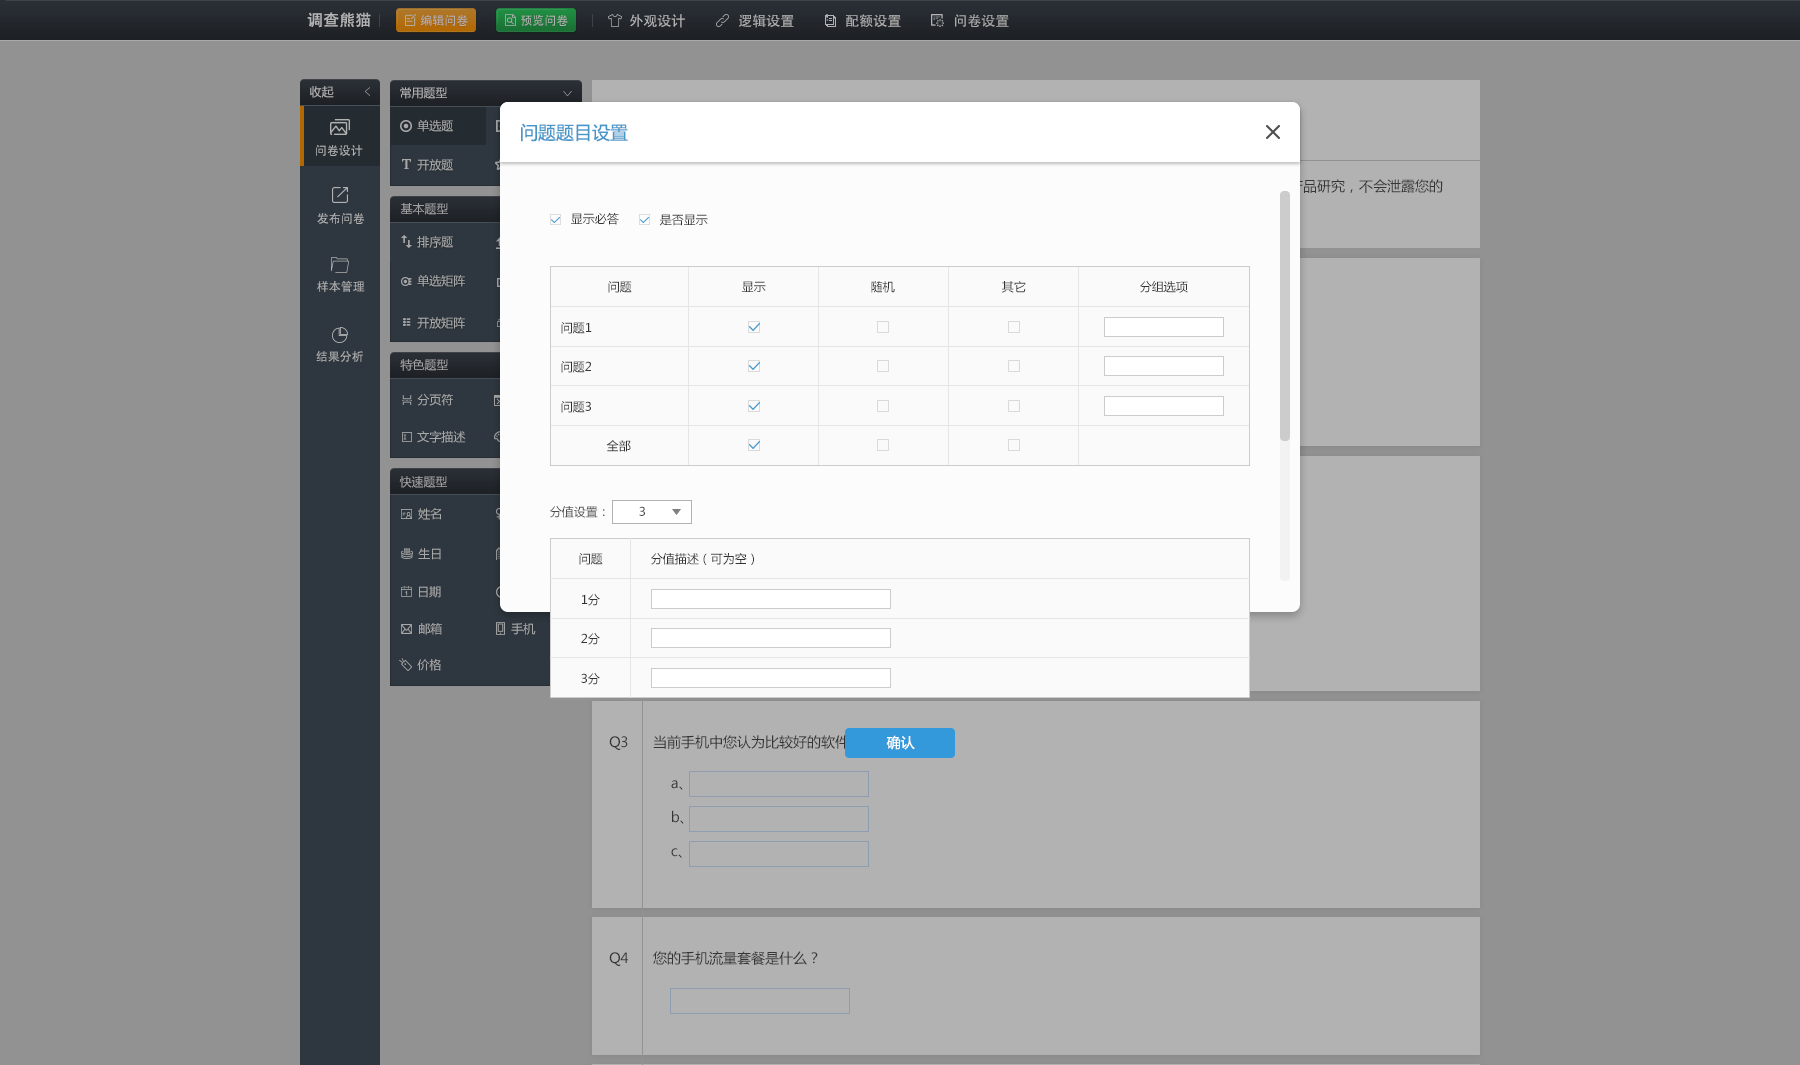 调查熊猫 编辑问卷 预览问卷 外观设计 逻辑设置 配额设置 问卷设置
收起
问卷设计
发布问卷
样本管理
结果分析
常用题型
单选题
T 开放题
基本题型
排序题
单选矩阵
开放矩阵
特色题型
分页符
文字描述
快速题型
姓名
生日
日期
邮箱 手机
价格
品研究，不会泄露您的
问题题目设置
显示必答 是否显示
问题 显示 随机 其它 分组选项
问题1
问题2
问题3
全部
分值设置： 3
问题 分值描述（可为空）
1分
2分
3分
确认
Q3 当前手机中您认为比较好的软件
a、
b、
c、
Q4 您的手机流量套餐是什么？